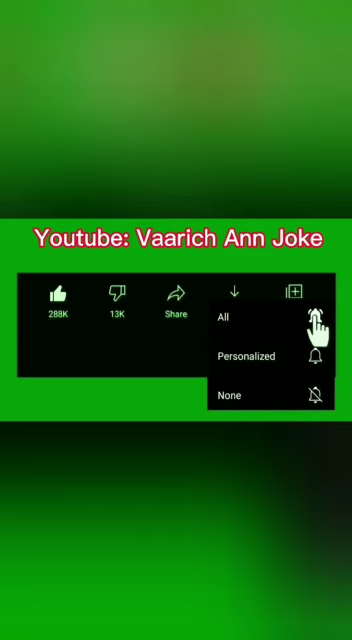 Youtube: Vaarich Ann Joke
288K
13K
Share
All
Personalized
None